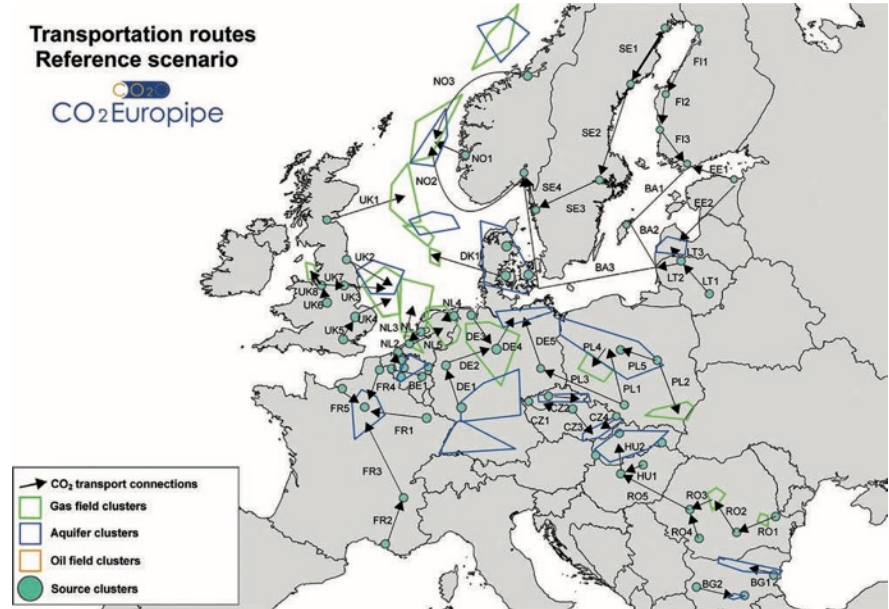 Transportation routes
Reference scenario
CO2Europipe
SE1
FI1
NO3
FI2
SE2
FI3
NO1
EE1
NO2
SE4
BA1
EE2
UK1
SE3
BA2
DK1
LT3
UK2
BA3
LT2
LT1
UK7
UK8
UK3
NL4
UK6
NL3
NL1
UK4
DE3
UK5
NL2
NL5
DE4
DE5
PL4
PL5
DE2
PL3
PL2
BE1
DE1
PL1
FR4
FR5
CZ2
CZ4
FR1
CZ1
CZ3
HU2
FR3
HU1
RO5
RO3
RO2
FR2
RO4
RO1
BG1
BG2
CO2 transport connections
Gas field clusters
Aquifer clusters
Oil field clusters
Source clusters